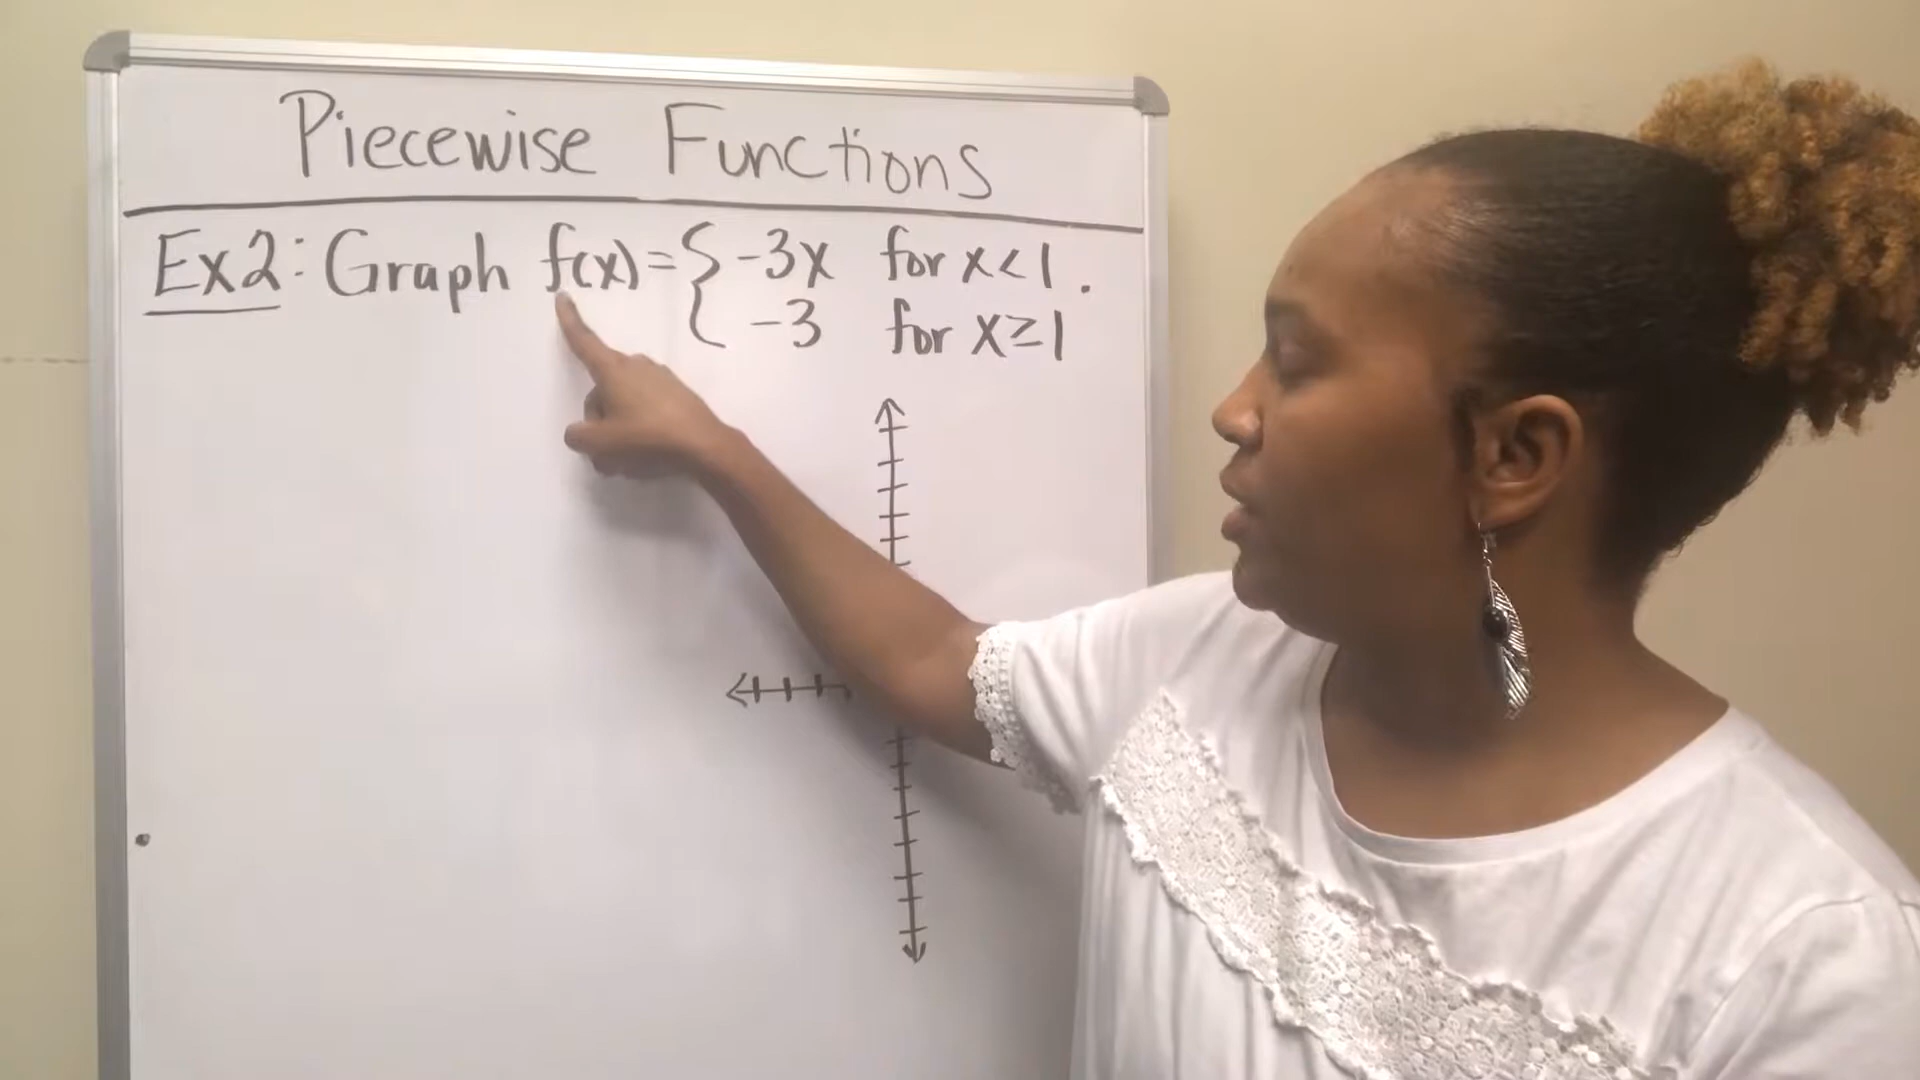 Piecewise Functions
Ex2: Graph f(x)= { -3x for x<1.
-3 for x≥1